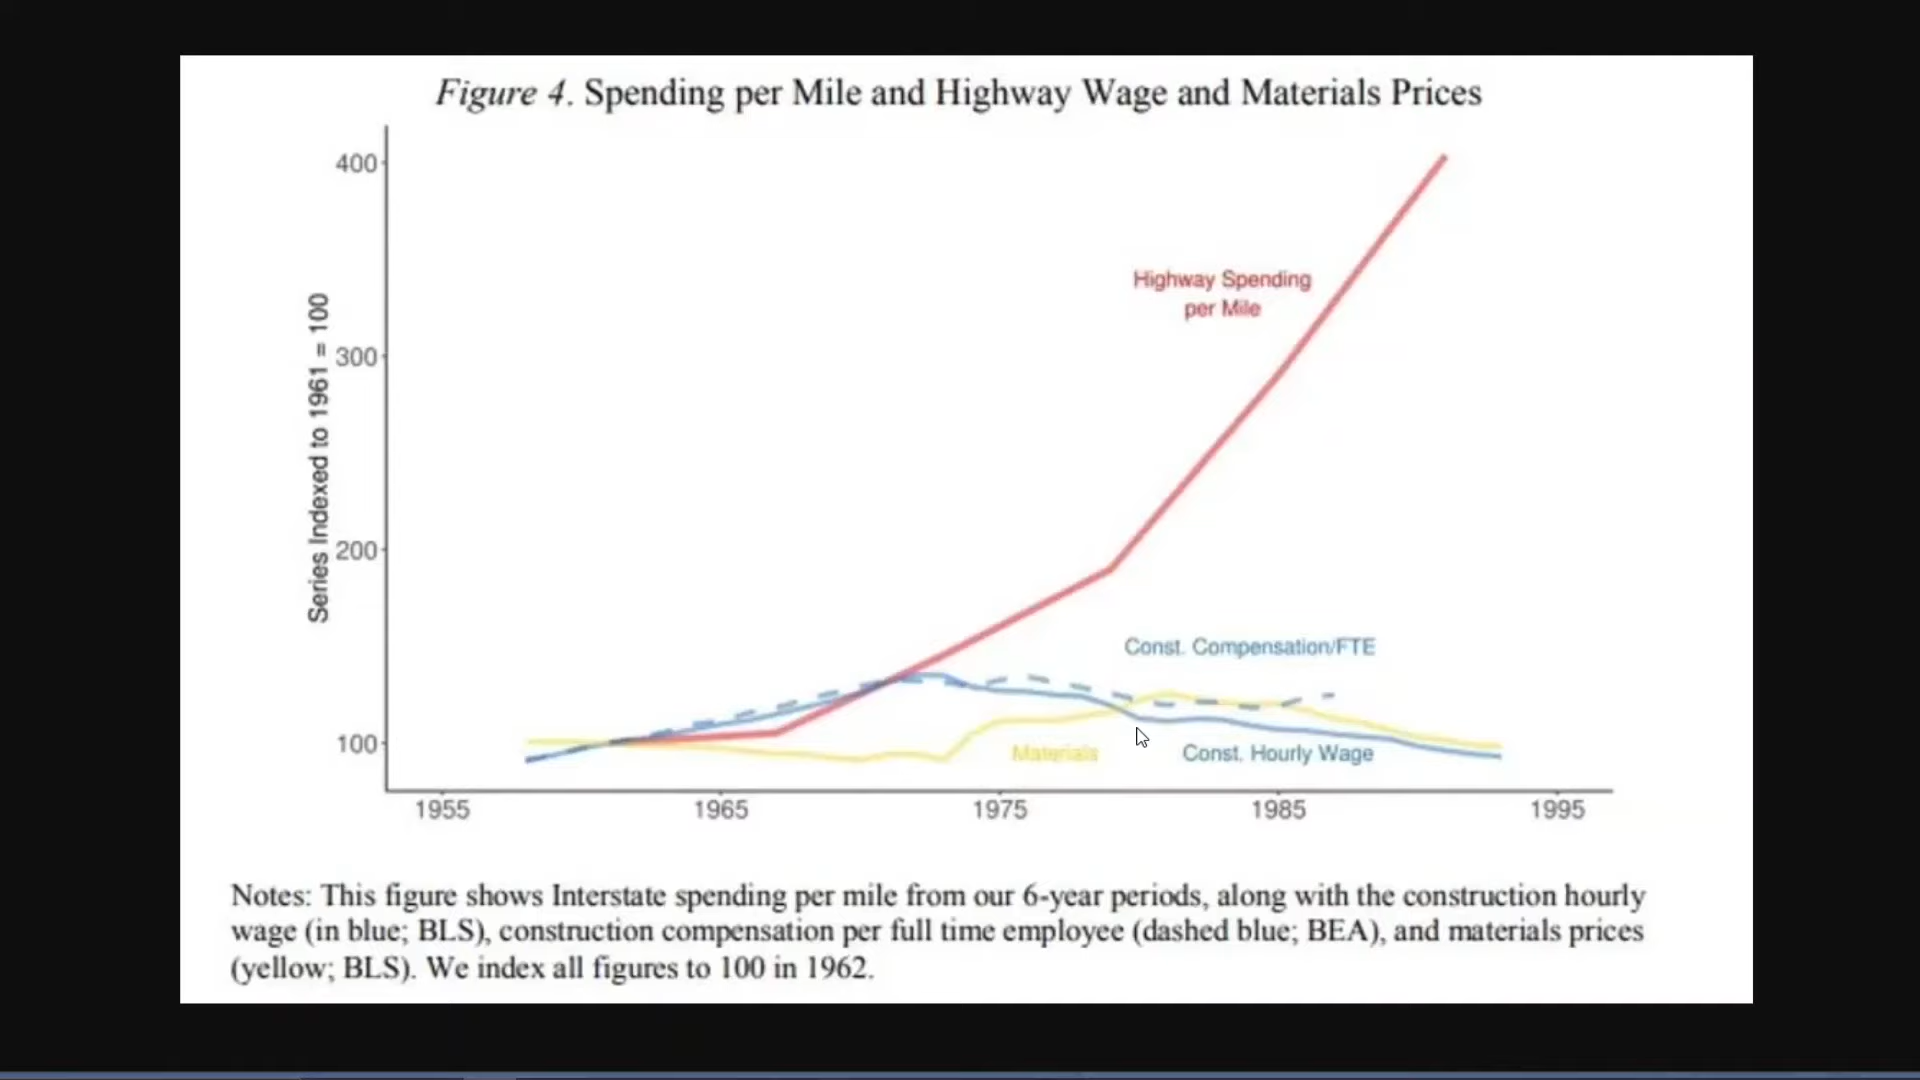 Figure 4. Spending per Mile and Highway Wage and Materials Prices
Series Indexed to 1961 = 100
400
300
200
100
Highway Spending
per Mile
Const. Compensation/FTE
Materials
Const. Hourly Wage
1955
1965
1975
1985
1995
Notes: This figure shows Interstate spending per mile from our 6-year periods, along with the construction hourly
wage (in blue; BLS), construction compensation per full time employee (dashed blue; BEA), and materials prices
(yellow; BLS). We index all figures to 100 in 1962.